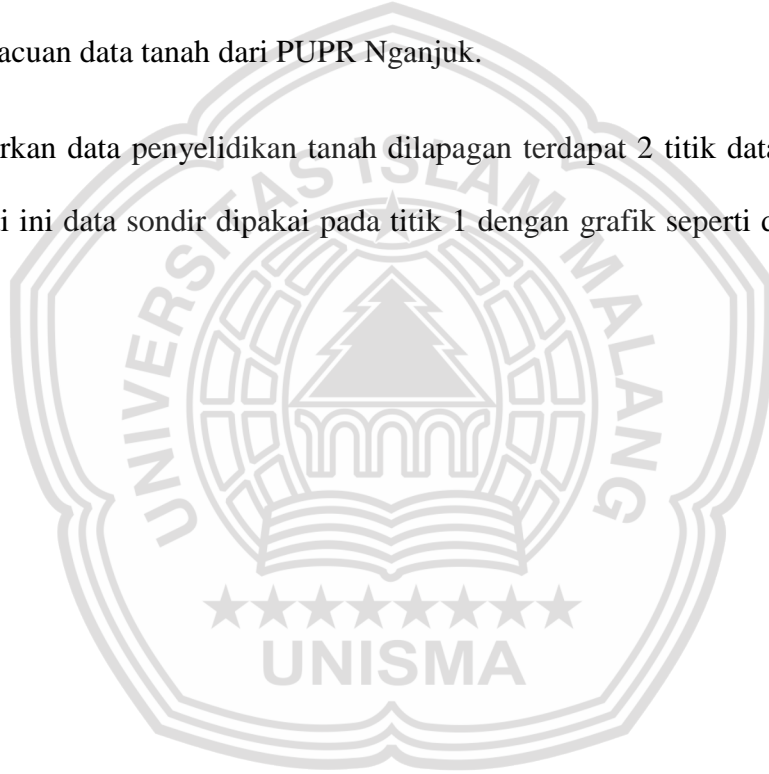 acuan data tanah dari PUPR Nganjuk.
rkan data penyelidikan tanah dilapagan terdapat 2 titik data
i ini data sondir dipakai pada titik 1 dengan grafik seperti d
UNIVERSITAS ISLAM MALANG
UNISMA